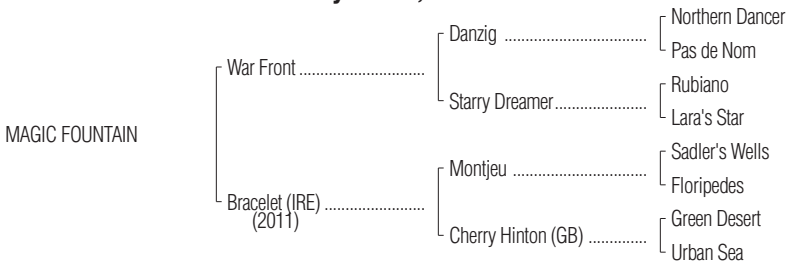 Northern Dancer
Danzig ................................
Pas de Nom
War Front ............................
Rubiano
Starry Dreamer.....................
Lara's Star
MAGIC FOUNTAIN
Sadler's Wells
Montjeu ..............................
Floripedes
Bracelet (IRE) .......................
(2011)
Green Desert
Cherry Hinton (GB) .............
Urban Sea